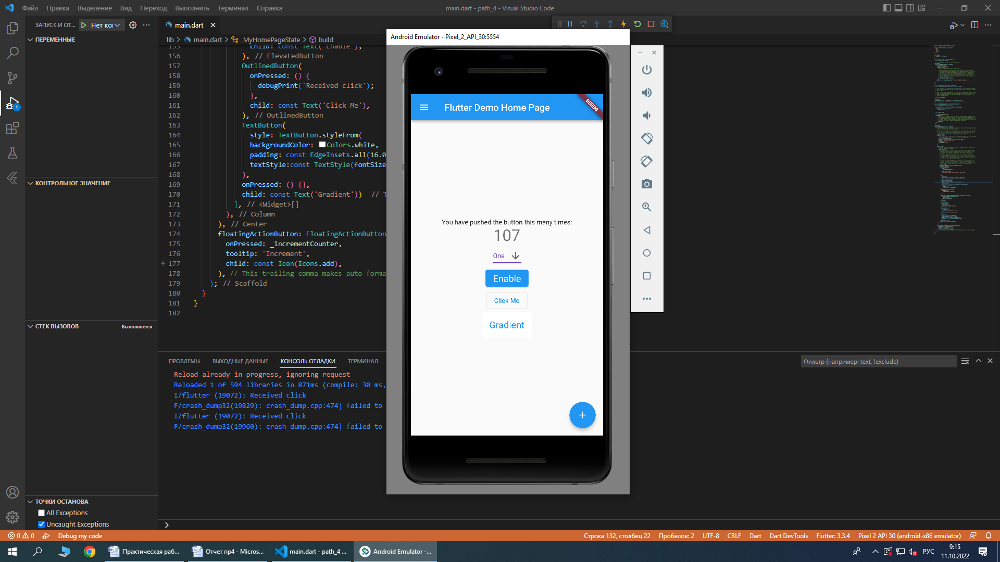 Файл Правка Выделение Вид Переход Выполнить Терминал Справка
main.dart - path_4 - Visual Studio Code
ЗАПУСК И ОТ...
Нет кон
main.dart
ПЕРЕМЕННЫЕ
КОНТРОЛЬНОЕ ЗНАЧЕНИЕ
СТЕК ВЫЗОВОВ
Выполняется
ТОЧКИ ОСТАНОВА
All Exceptions
Uncaught Exceptions
1
lib > main.dart > _MyHomePageState > build
155 child: const Text('Enable'),
156 ), // ElevatedButton
157 OutlinedButton(
158 onPressed: () {
159 debugPrint('Received click');
160 },
161 child: const Text('Click Me'),
162 ), // OutlinedButton
163 TextButton(
164 style: TextButton.styleFrom(
165 backgroundColor: Colors.white,
166 padding: const EdgeInsets.all(16.0
167 textStyle:const TextStyle(fontSize
168 ),
169 onPressed: () {},
170 child: const Text('Gradient')) // T
171 ], // <Widget>[]
172 ), // Column
173 ), // Center
174 floatingActionButton: FloatingActionButton
175 onPressed: _incrementCounter,
176 tooltip: 'Increment',
177 child: const Icon(Icons.add),
178 ), // This trailing comma makes auto-forma
179 ); // Scaffold
180 }
181 }
182
ПРОБЛЕМЫ ВЫХОДНЫЕ ДАННЫЕ КОНСОЛЬ ОТЛАДКИ ТЕРМИНАЛ
Фильтр (например: text, !exclude)
Reload already in progress, ignoring request
Reloaded 1 of 594 libraries in 871ms (compile: 30 ms,
I/flutter (19072): Received click
F/crash_dump32(19829): crash_dump.cpp:474] failed to
I/flutter (19072): Received click
F/crash_dump32(19960): crash_dump.cpp:474] failed to
Android Emulator - Pixel_2_API_30:5554
Flutter Demo Home Page
DEBUG
You have pushed the button this many times:
107
One
Enable
Click Me
Gradient
0 0 Debug my code
Строка 132, столбец 22 Пробелов: 2 UTF-8 CRLF Dart Dart DevTools Flutter: 3.3.4 Pixel 2 API 30 (android-x86 emulator)
Практическая раб...
Отчет пр4 - Micros...
main.dart - path_4 ...
Android Emulator -...
РУС
9:15
11.10.2022